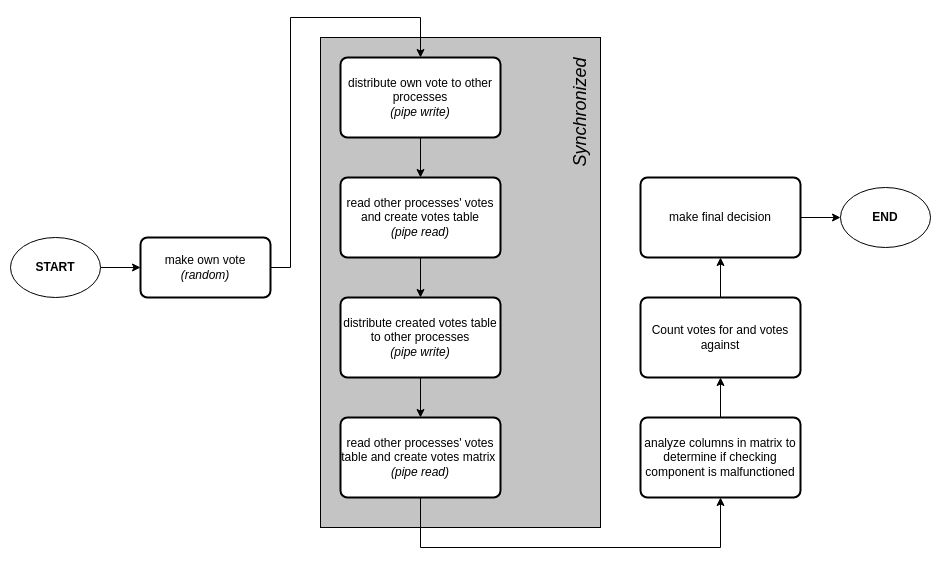 START
make own vote
(random)
distribute own vote to other
processes
(pipe write)
read other processes' votes
and create votes table
(pipe read)
distribute created votes table
to other processes
(pipe write)
read other processes' votes
table and create votes matrix
(pipe read)
Synchronized
analyze columns in matrix to
determine if checking
component is malfunctioned
Count votes for and votes
against
make final decision
END